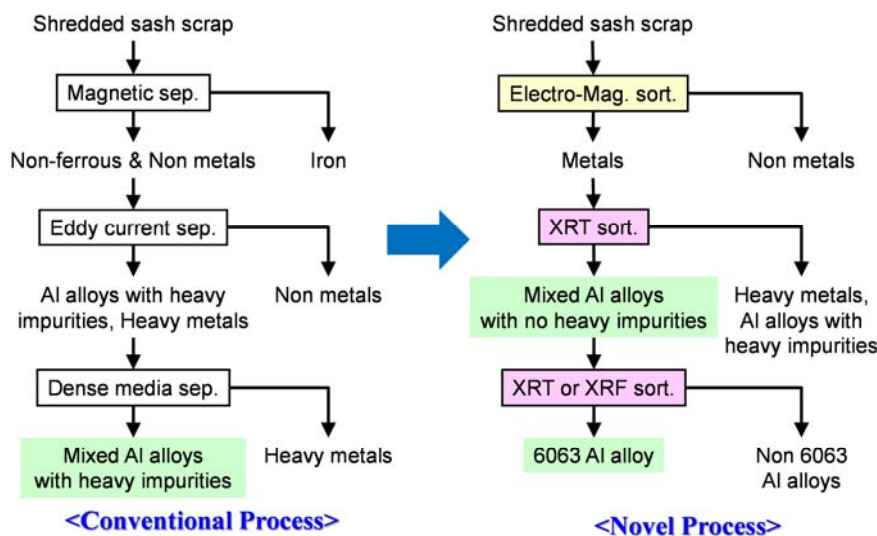 Shredded sash scrap
Magnetic sep.
Non-ferrous & Non metals
Iron
Eddy current sep.
Al alloys with heavy
impurities, Heavy metals
Non metals
Dense media sep.
Mixed Al alloys
with heavy impurities
Heavy metals
<Conventional Process>
Shredded sash scrap
Electro-Mag. sort.
Metals
Non metals
XRT sort.
Mixed Al alloys
with no heavy impurities
Heavy metals,
Al alloys with
heavy impurities
XRT or XRF sort.
6063 Al alloy
Non 6063
Al alloys
<Novel Process>